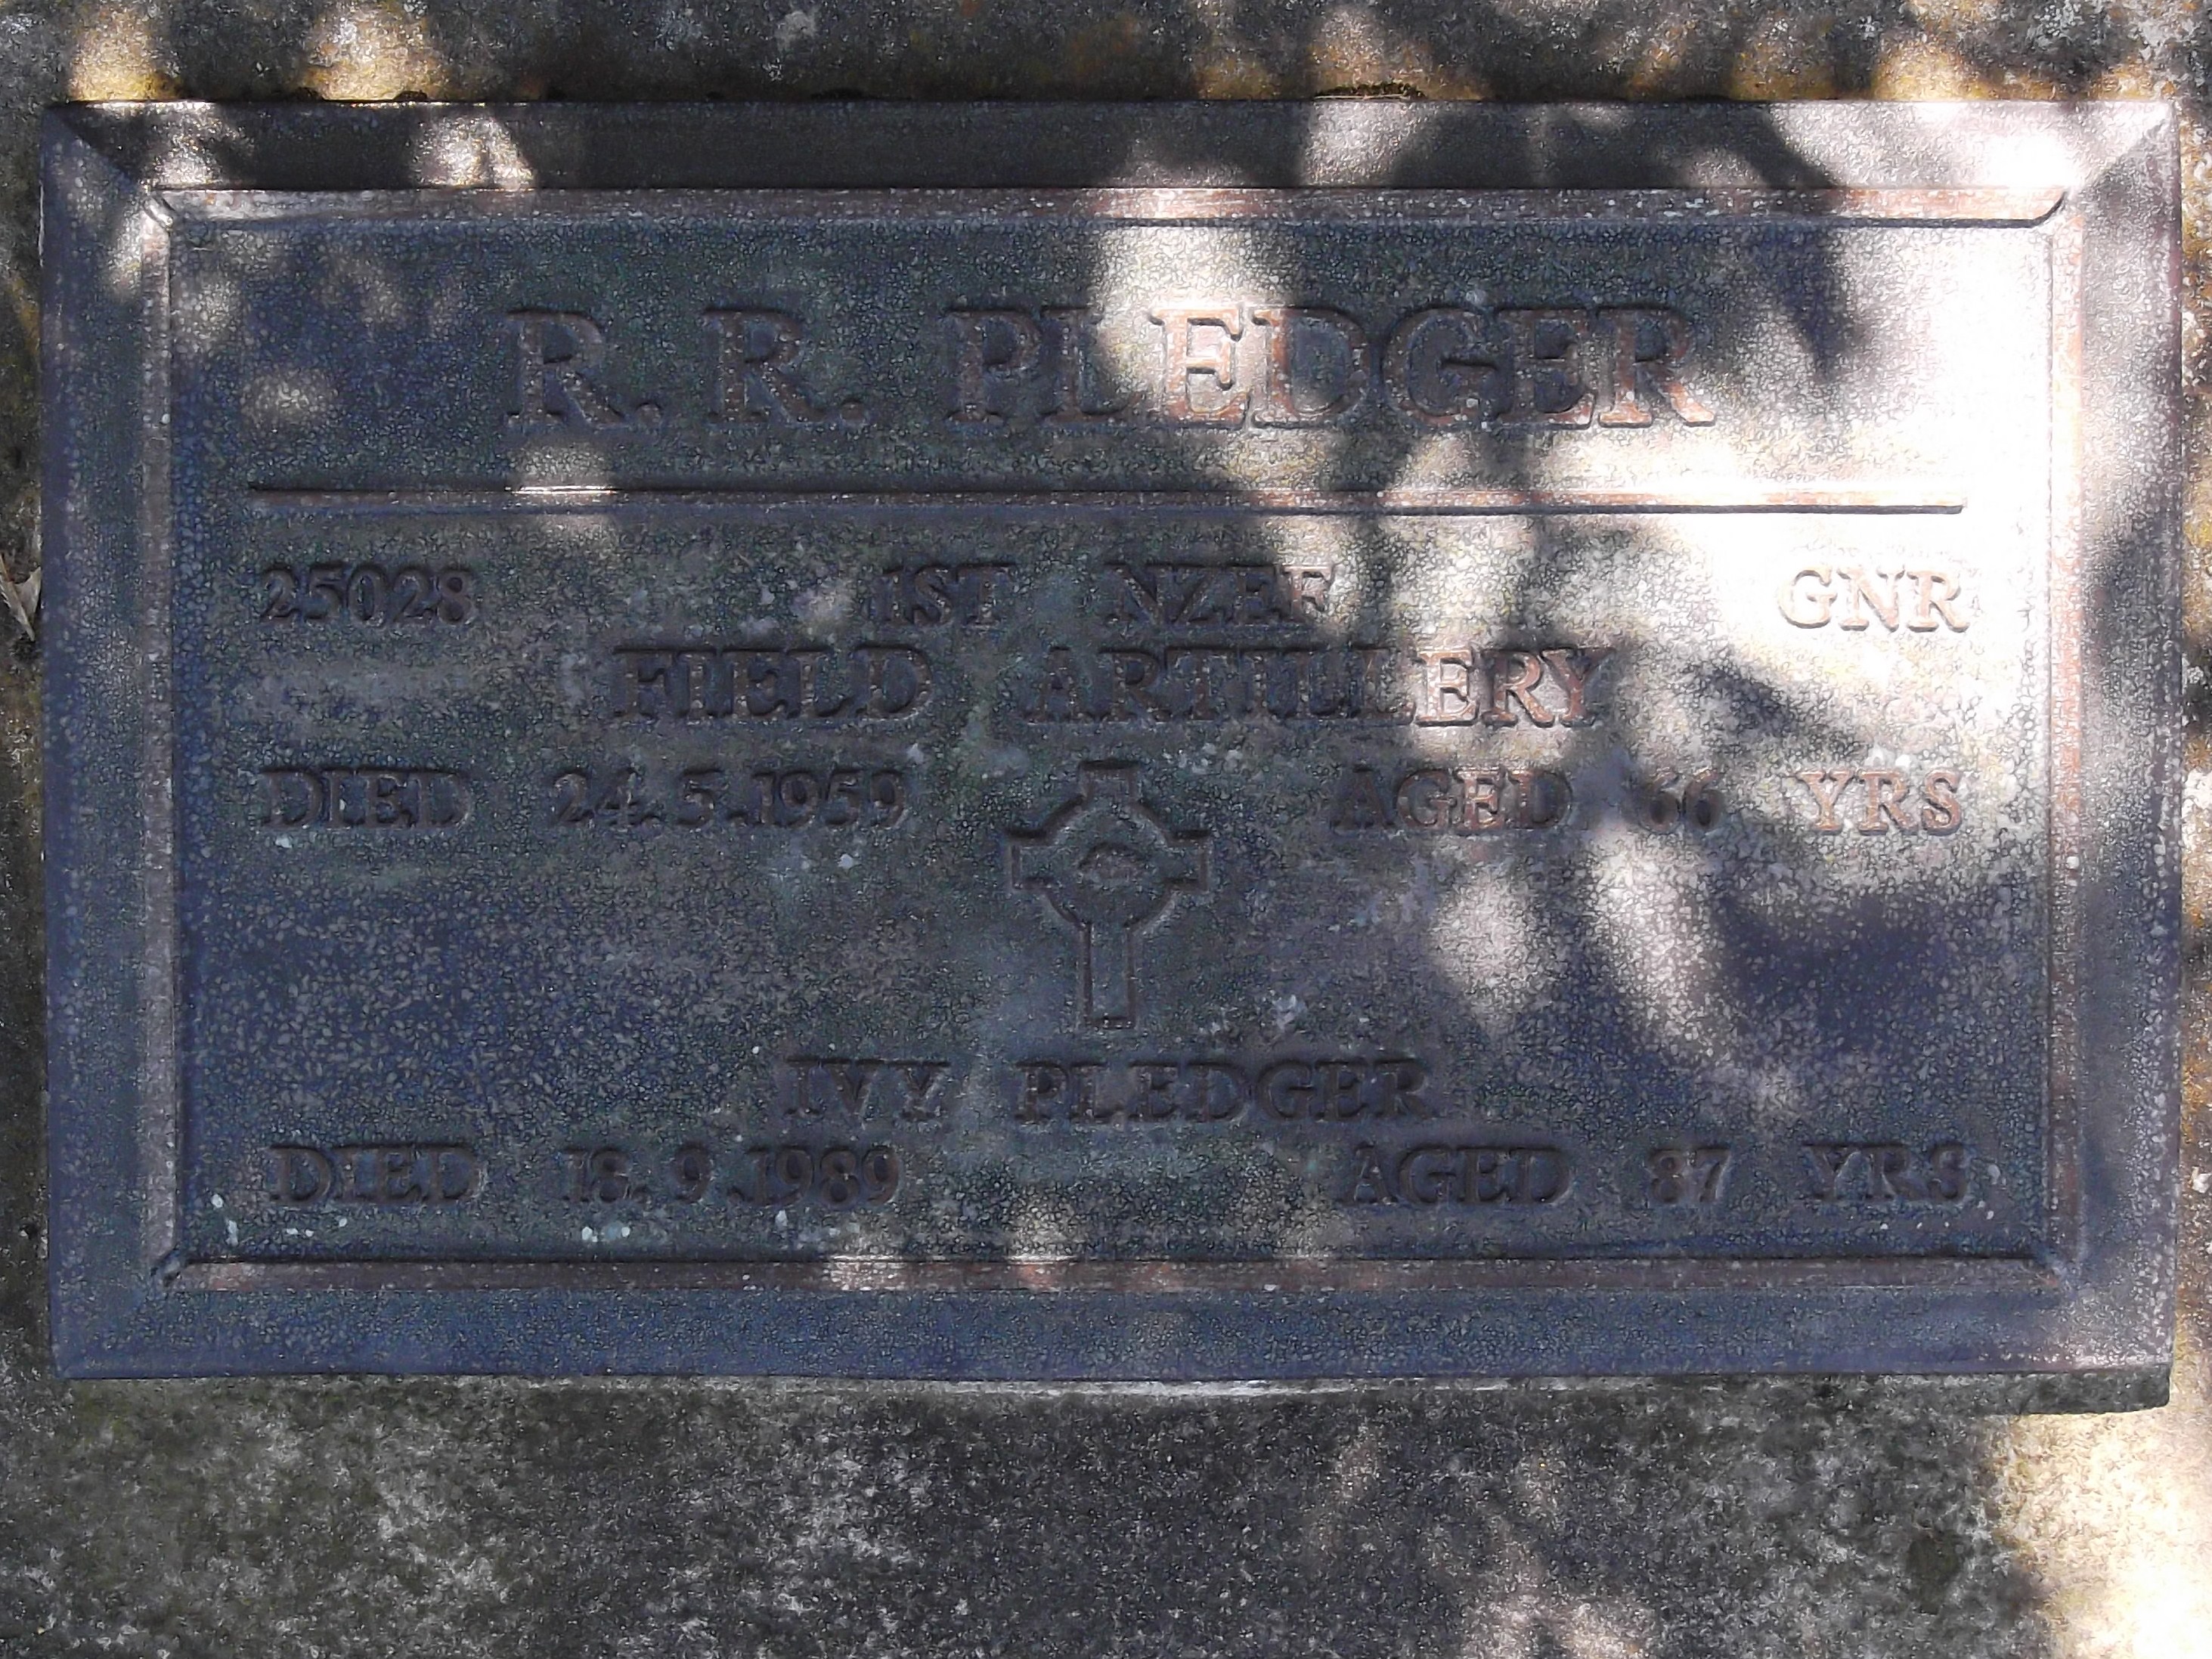 R. R. PLEDGER
25028 1ST NZEF GNR
FIELD ARTILLERY
DIED 24.5.1959 AGED 66 YRS
IVY PLEDGER
DIED 18.9.1989 AGED 87 YRS